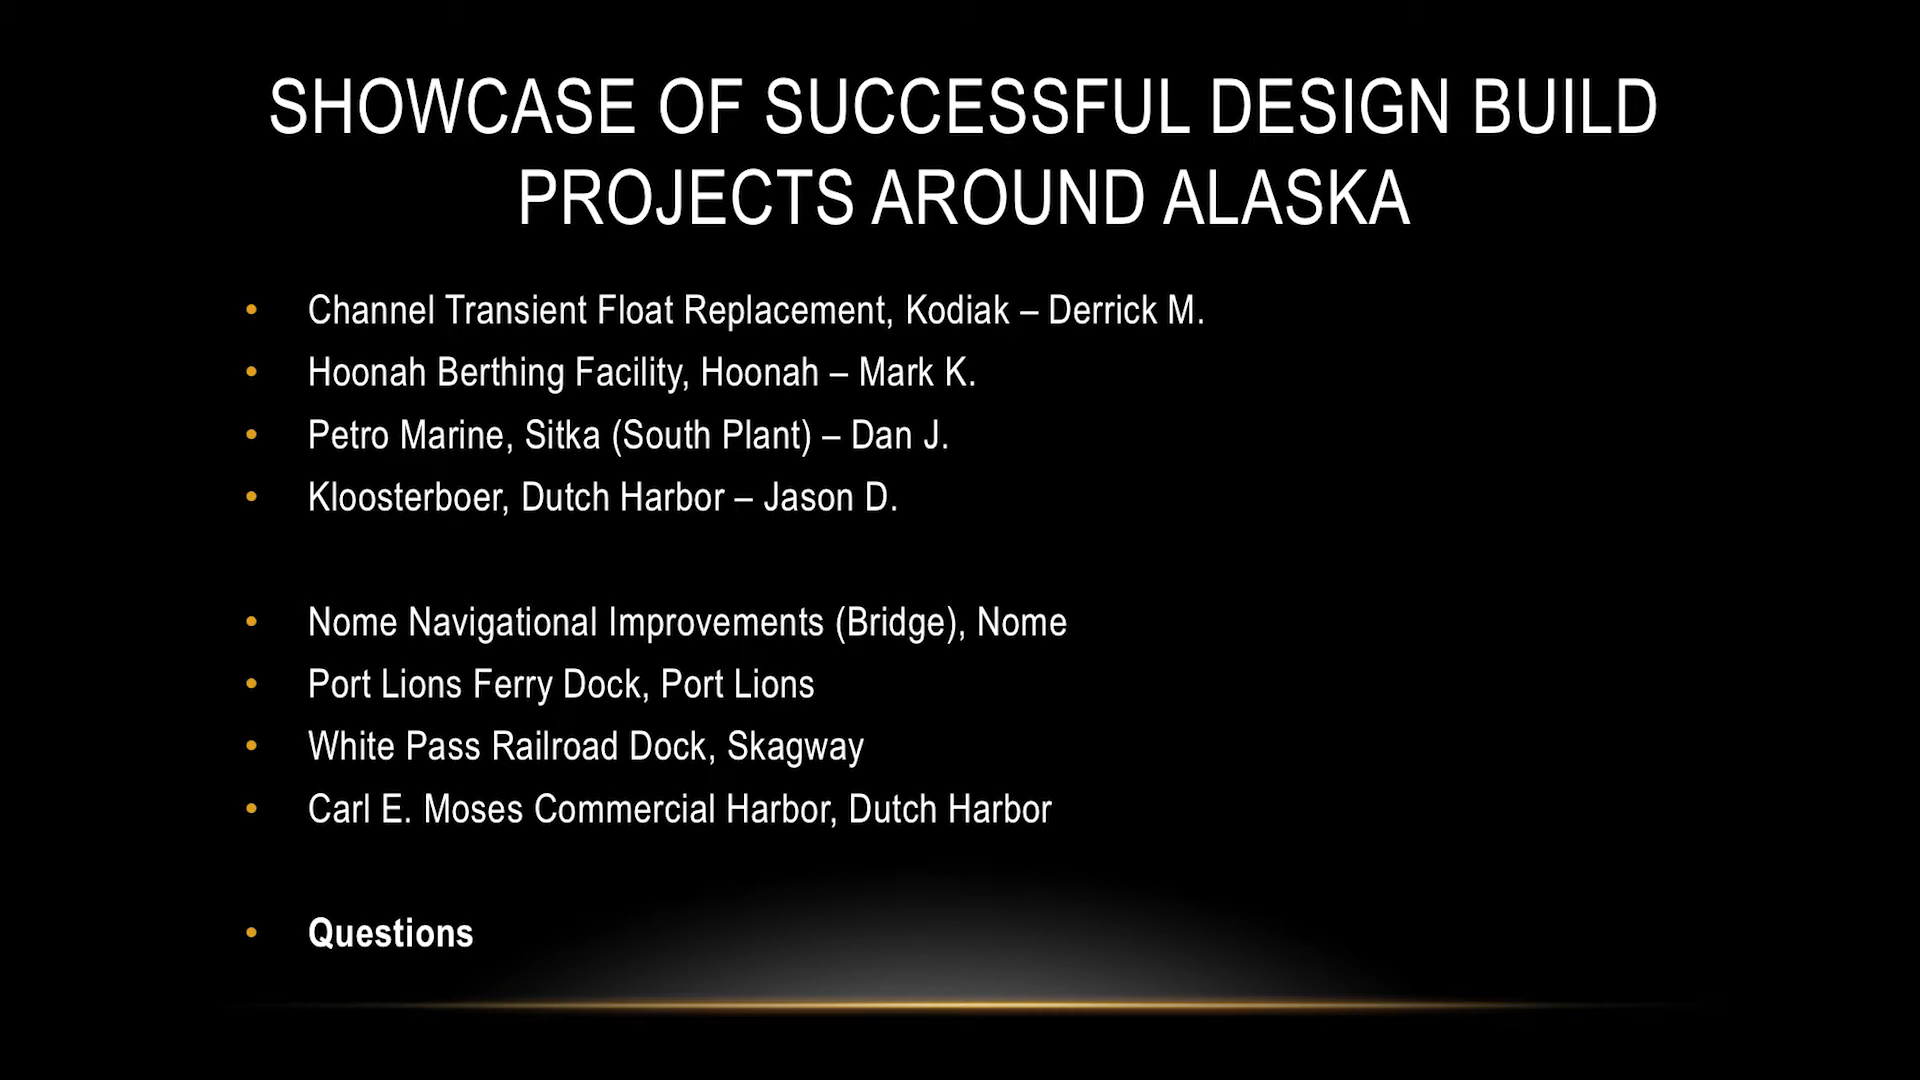 SHOWCASE OF SUCCESSFUL DESIGN BUILD
PROJECTS AROUND ALASKA
• Channel Transient Float Replacement, Kodiak – Derrick M.
• Hoonah Berthing Facility, Hoonah – Mark K.
• Petro Marine, Sitka (South Plant) – Dan J.
• Kloosterboer, Dutch Harbor – Jason D.
• Nome Navigational Improvements (Bridge), Nome
• Port Lions Ferry Dock, Port Lions
• White Pass Railroad Dock, Skagway
• Carl E. Moses Commercial Harbor, Dutch Harbor
• Questions